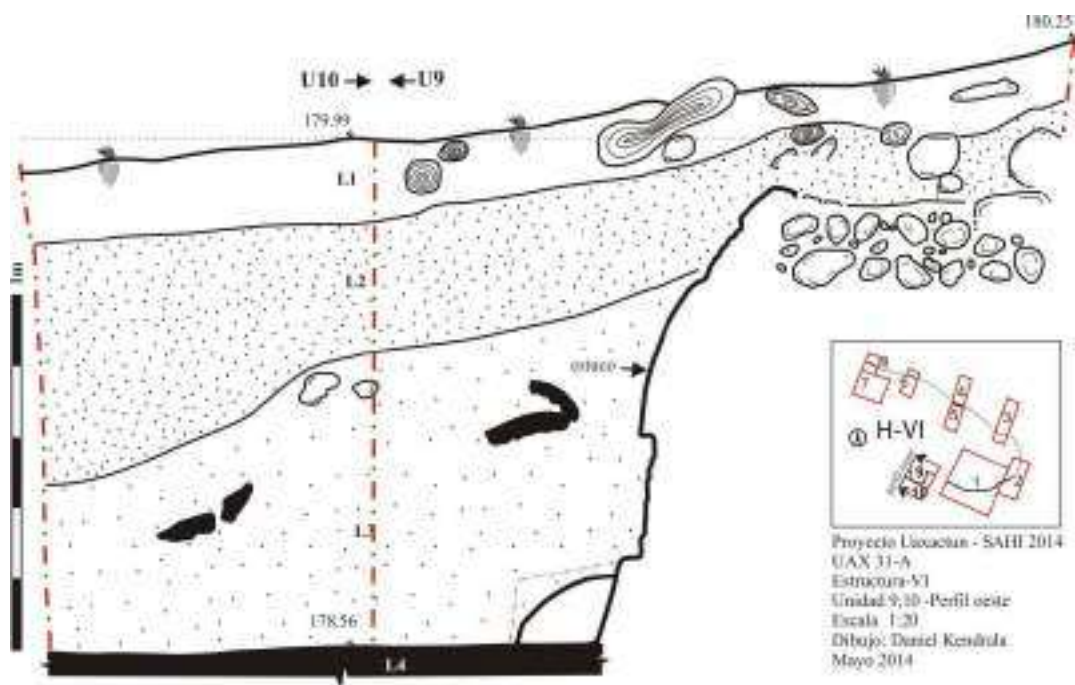 180.25
U10 U9
179.99
L1
L2
estuco
H-VI
L3
178.56
L4
Proyecto Uaxactun - SAHI 2014
UAX 31-A
Estructura-VI
Unidad 9;10 -Perfil oeste
Escala 1:20
Dibujo: Daniel Kendrala
Mayo 2014